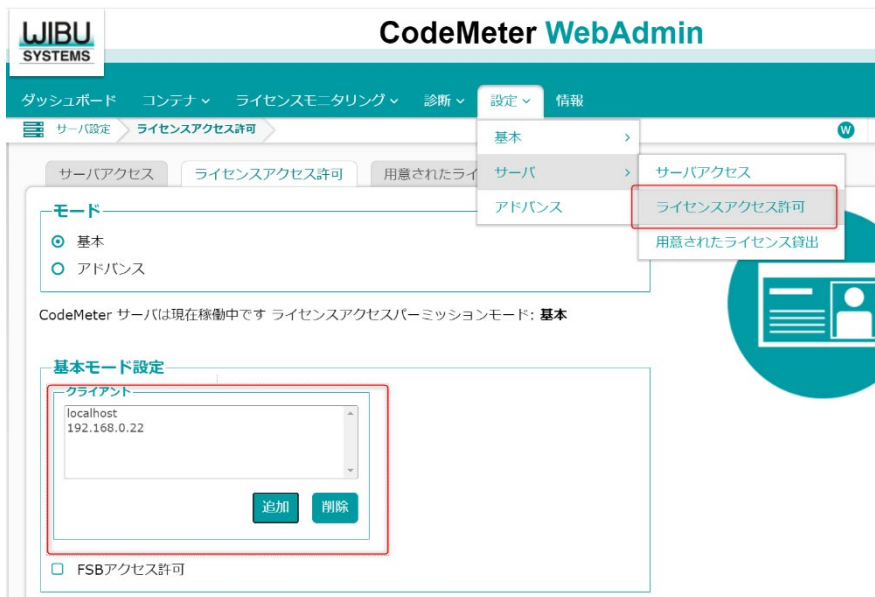 WIBU
SYSTEMS
CodeMeter WebAdmin
ダッシュボード コンテナ ライセンスモニタリング 診断 設定 情報
サーバ設定 ライセンスアクセス許可
W
基本
サーバ
アドバンス
サーバアクセス
ライセンスアクセス許可
用意されたライセンス貸出
サーバアクセス ライセンスアクセス許可 用意されたライ
モード
基本
アドバンス
CodeMeter サーバは現在稼働中です ライセンスアクセスパーミッションモード: 基本
基本モード設定
クライアント
localhost
192.168.0.22
追加 削除
FSBアクセス許可